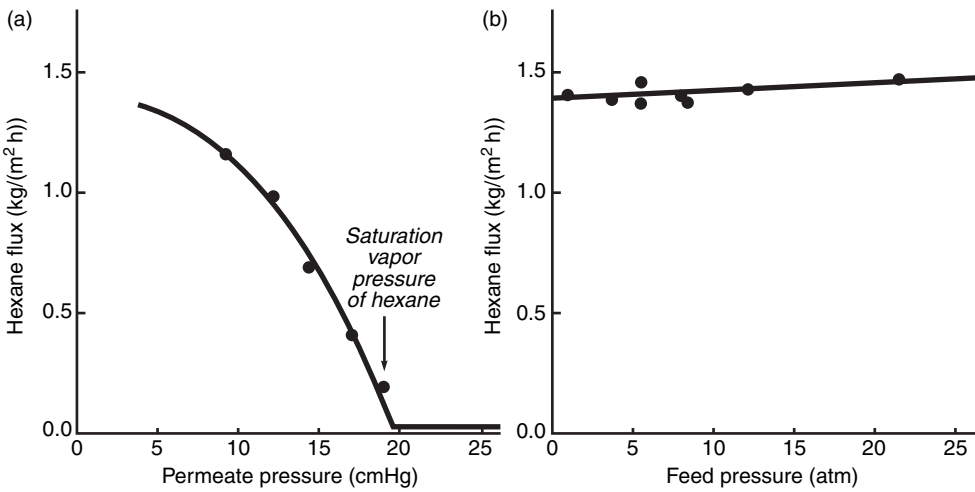 (a)
Hexane flux (kg/(m² h))
1.5
1.0
0.5
0.0
0 5 10 15 20 25
Permeate pressure (cmHg)
Saturation
vapor
pressure
of hexane
(b)
Hexane flux (kg/(m² h))
1.5
1.0
0.5
0.0
0 5 10 15 20 25
Feed pressure (atm)